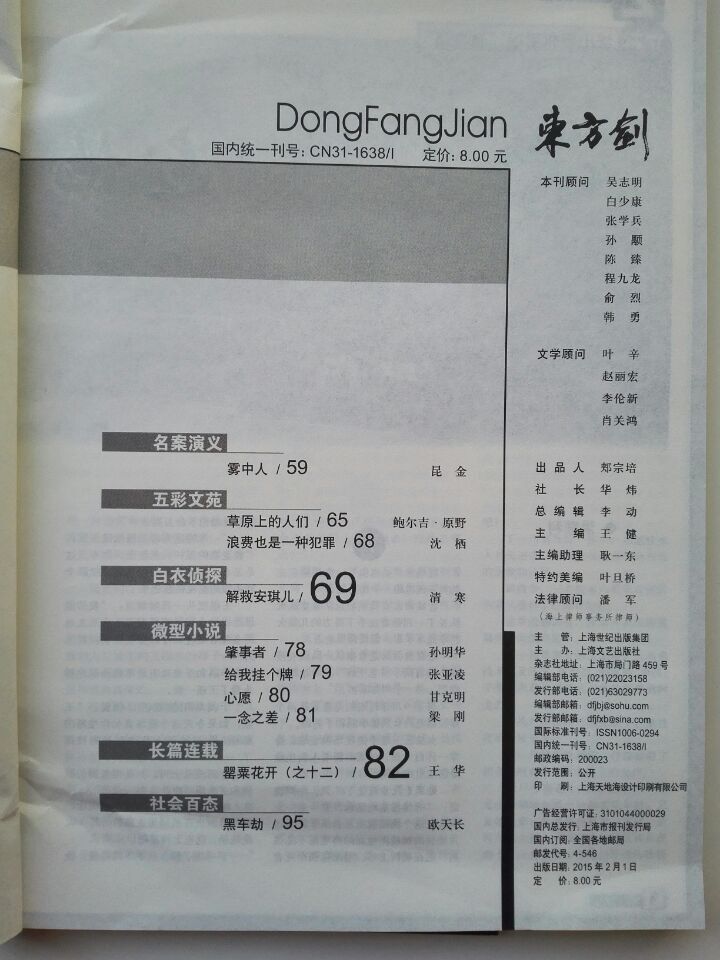 DongFangJian
国内统一刊号：CN31-1638/I 定价：8.00 元
名案演义
雾中人 / 59 昆 金
五彩文苑
草原上的人们 / 65 鲍尔吉·原野
浪费也是一种犯罪 / 68 沈 栖
白衣侦探
解救安琪儿 / 69 清 寒
微型小说
肇事者 / 78 孙明华
给我挂个牌 / 79 张亚凌
心愿 / 80 甘克明
一念之差 / 81 梁 刚
长篇连载
罂粟花开（之十二） / 82 王 华
社会百态
黑车劫 / 95 欧天长
東方剑
本刊顾问 吴志明
白少康
张学兵
孙 颙
陈 臻
程九龙
俞 烈
韩 勇
文学顾问 叶 辛
赵丽宏
李伦新
肖关鸿
出 品 人 郏宗培
社 长 华 炜
总 编 辑 李 动
主 编 王 健
主编助理 耿一东
特约美编 叶旦桥
法律顾问 潘 军
（海上律师事务所律师）
主 管：上海世纪出版集团
主 办：上海文艺出版社
杂志社地址：上海市局门路 459 号
编辑部电话：(021)22023158
发行部电话：(021)63029773
编辑部邮箱：dfjbj@sohu.com
发行部邮箱：dfjfxb@sina.com
国际标准刊号：ISSN1006-0294
国内统一刊号：CN31-1638/I
邮政编码：200023
发行范围：公开
印 刷：上海天地海设计印刷有限公司
广告经营许可证：3101044000029
国内总发行：上海市报刊发行局
国内订阅：全国各地邮局
邮发代号：4-546
出版日期：2015 年 2 月 1 日
定 价：8.00 元